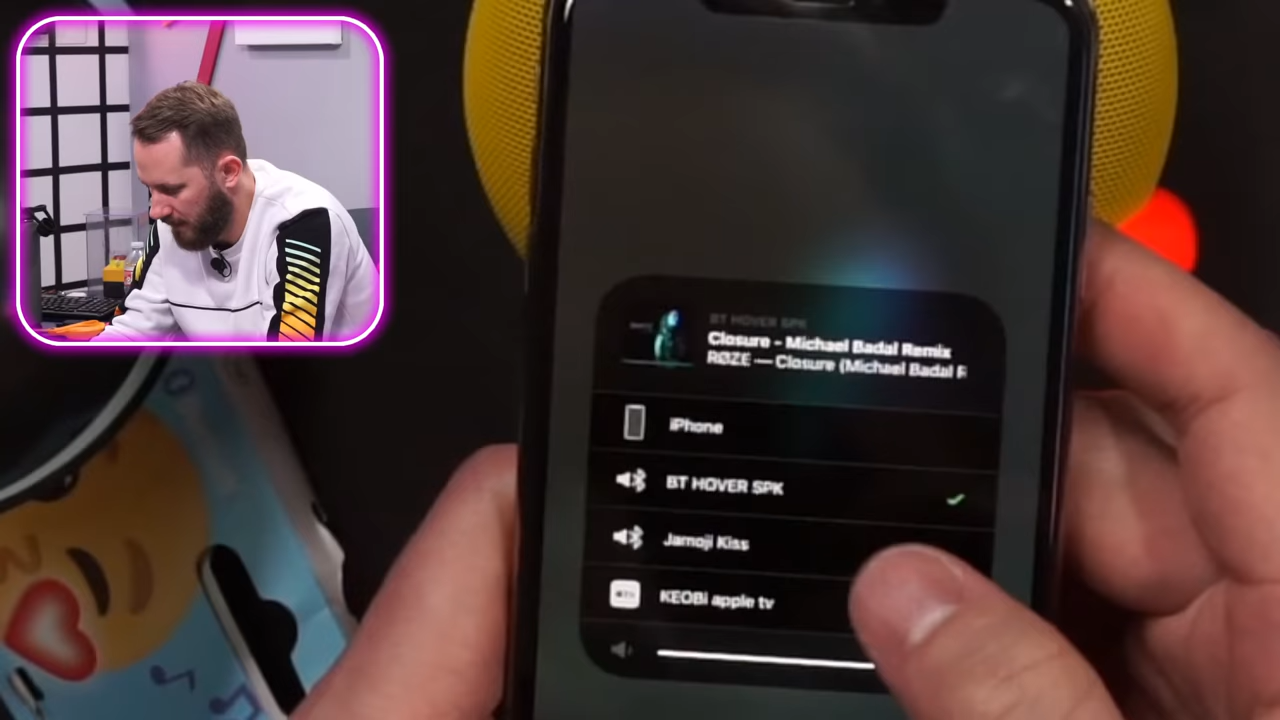 BT HOVER SPK
Closure - Michael Badal Remix
RØZE — Closure (Michael Badal R
iPhone
BT HOVER SPK
Jamoji Kiss
KEOBi apple tv